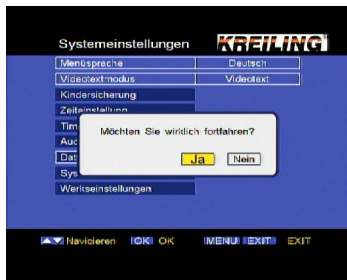 Systemeinstellungen KREILING
Menüsprache Deutsch
Videotextmodus Videotext
Kindersicherung
Zeiteinstellung
Tim
Möchten Sie wirklich fortfahren?
Aud
Dat Ja Nein
Sys
Werkseinstellungen
Navigieren OK OK MENU EXIT EXIT